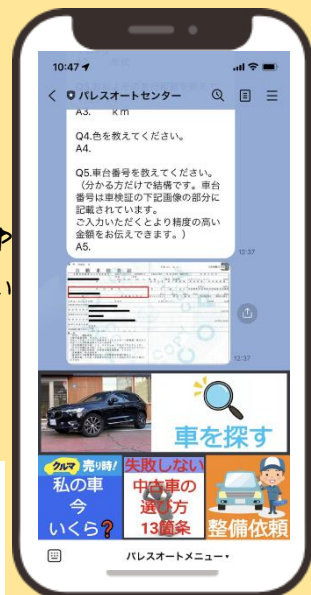 10:47
パレスオートセンター
A3. km
Q4.色を教えてください。
A4.
Q5.車台番号を教えてください。
（分かる方だけで結構です。車台
番号は車検証の下記画像の部分に
記載されています。
ご入力いただくとより精度の高い
金額をお伝えできます。）
A5.
12:37
12:37
車を探す
クルマ 売り時!
私の車
今
いくら?
失敗しない
中古車の
選び方
13箇条
整備依頼
パレスオートメニュー▾
や
い